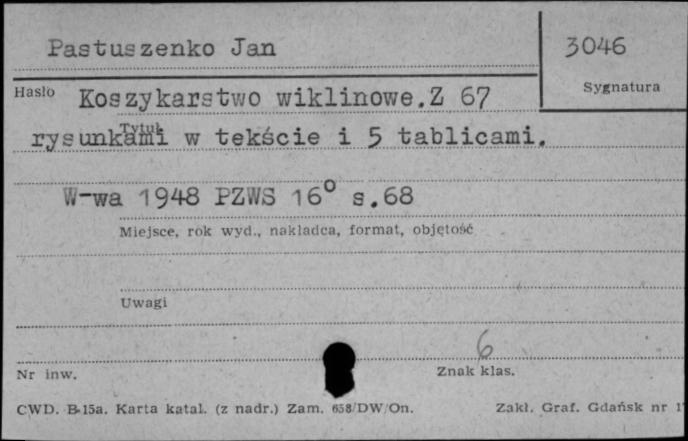 Pastuszenko Jan
3046
Sygnatura
Hasło Koszykarstwo wiklinowe.Z 67
Tytuł
rysunkami w tekście i 5 tablicami.
W-wa 1948 PZWS 16° s.68
Miejsce, rok wyd., nakładca, format, objętość
Uwagi
6
Nr inw.
Znak klas.
CWD. B-15a. Karta katal. (z nadr.) Zam. 658/DW/On.
Zakł. Graf. Gdańsk nr